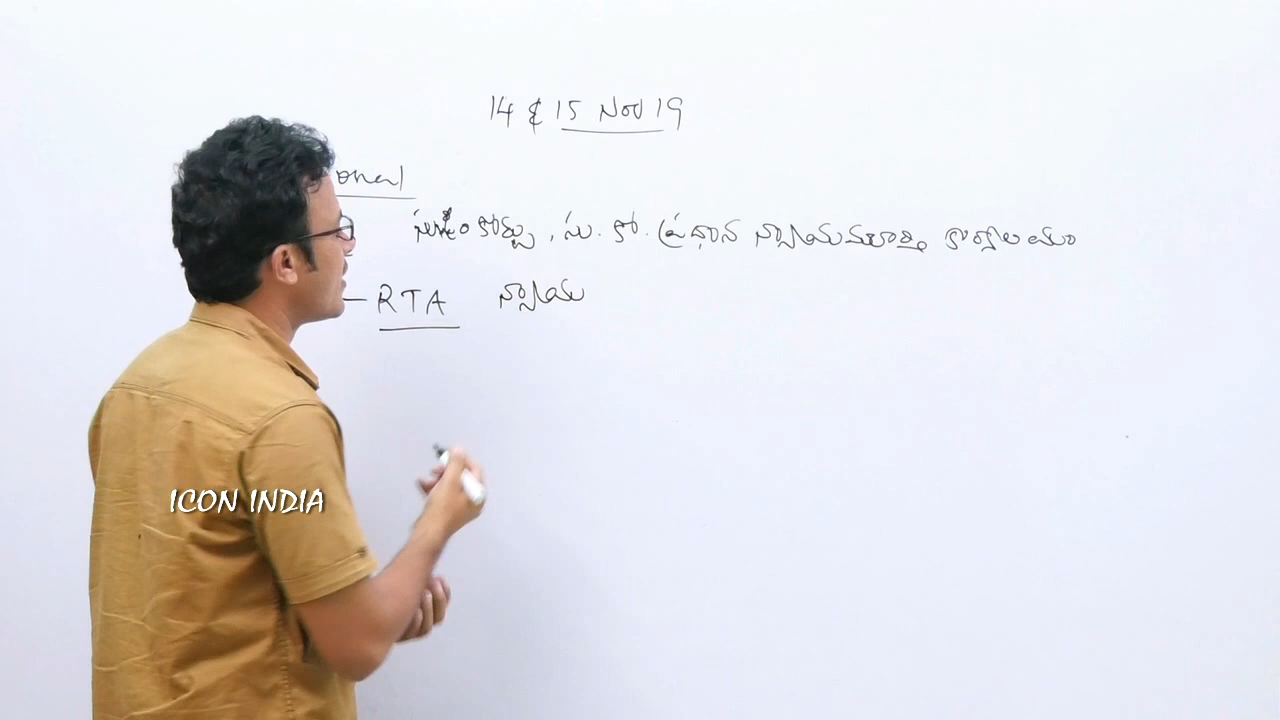 14 & 15 Nov 19
onal
సుప్రీం కోర్టు, సు. కో. ప్రధాన న్యాయమూర్తి కార్యాలయం
— RTA న్యాయ
ICON INDIA